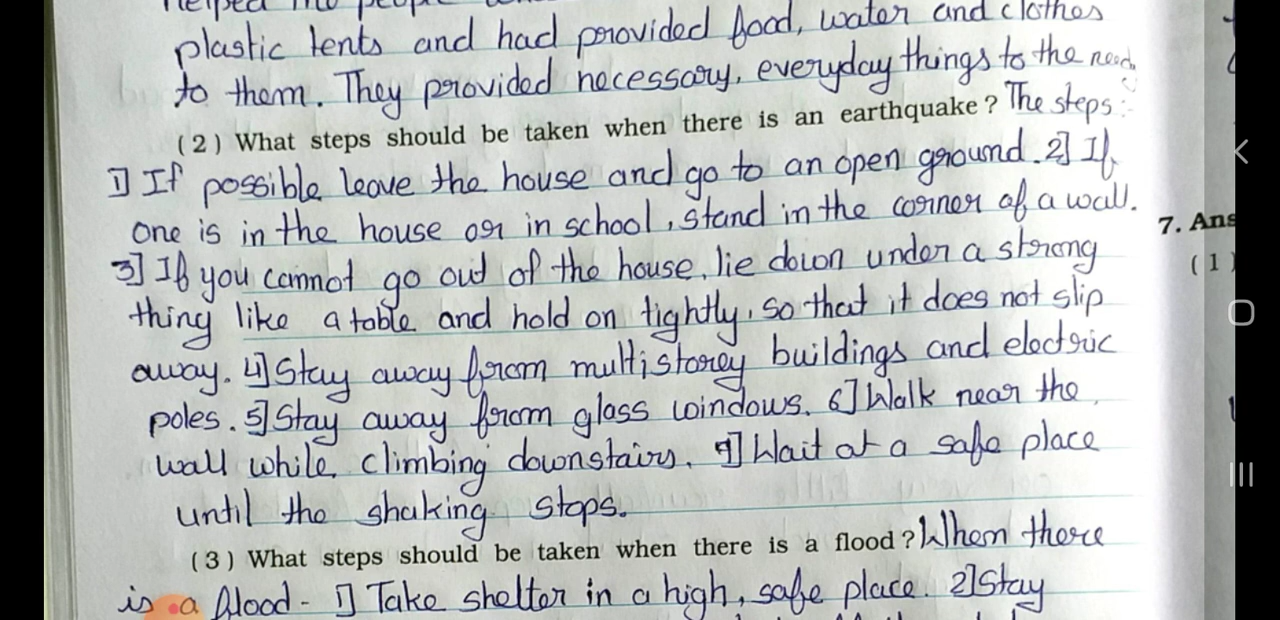 helped the people
plastic tents and had provided food, water and clothes
to them. They provided necessary, everyday things to the
(2) What steps should be taken when there is an earthquake? The steps:-
1] If possible leave the house and go to an open ground. 2] If
one is in the house or in school, stand in the corner of a wall.
3] If you cannot go out of the house, lie down under a strong
thing like a table and hold on tightly, so that it does not slip
away. 4] Stay away from multistorey buildings and electric
poles. 5] Stay away from glass windows. 6] Walk near the
wall while climbing downstairs. 7] Wait at a safe place
until the shaking stops.
(3) What steps should be taken when there is a flood? When there
is a flood - 1] Take shelter in a high, safe place. 2] Stay
7. Ans
(1)